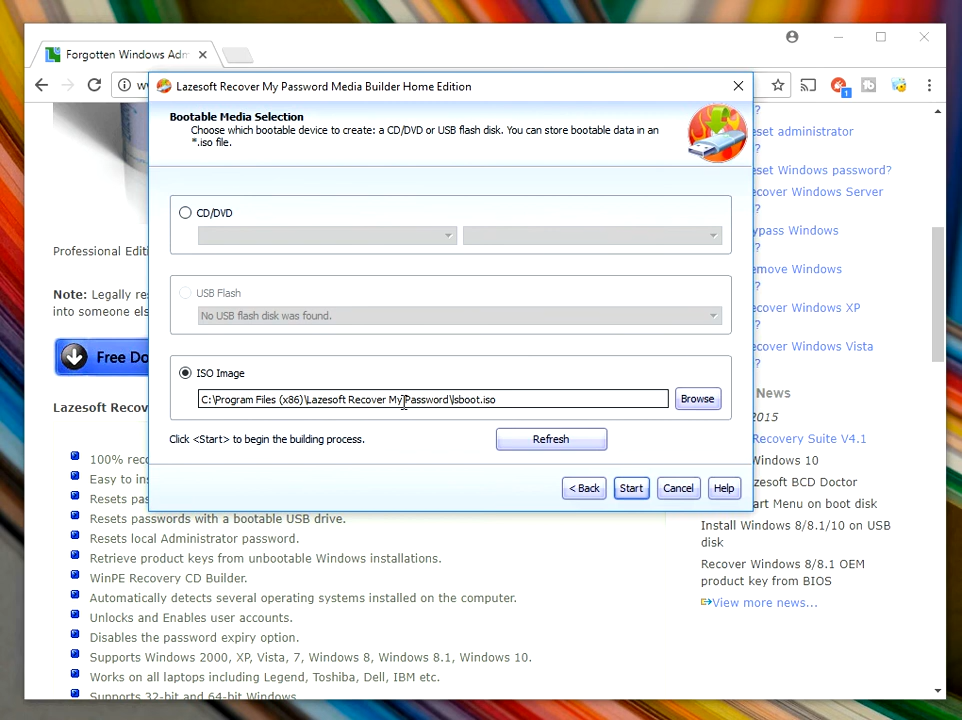 Forgotten Windows Adm
w
Lazesoft Recover My Password Media Builder Home Edition
Bootable Media Selection
Choose which bootable device to create: a CD/DVD or USB flash disk. You can store bootable data in an
*.iso file.
CD/DVD
USB Flash
No USB flash disk was found.
ISO Image
C:\Program Files (x86)\Lazesoft Recover My Password\lsboot.iso
Browse
Click <Start> to begin the building process.
Refresh
< Back
Start
Cancel
Help
1
Professional Editi
Note: Legally re
into someone els
Free Do
Lazesoft Recov
100% reco
Easy to ins
Resets pas
Resets passwords with a bootable USB drive.
Resets local Administrator password.
Retrieve product keys from unbootable Windows installations.
WinPE Recovery CD Builder.
Automatically detects several operating systems installed on the computer.
Unlocks and Enables user accounts.
Disables the password expiry option.
Supports Windows 2000, XP, Vista, 7, Windows 8, Windows 8.1, Windows 10.
Works on all laptops including Legend, Toshiba, Dell, IBM etc.
Supports 32-bit and 64-bit Windows
?
eset administrator
?
eset Windows password?
ecover Windows Server
?
ypass Windows
?
emove Windows
?
ecover Windows XP
?
ecover Windows Vista
?
News
2015
Recovery Suite V4.1
Windows 10
zesoft BCD Doctor
art Menu on boot disk
Install Windows 8/8.1/10 on USB
disk
Recover Windows 8/8.1 OEM
product key from BIOS
View more news...